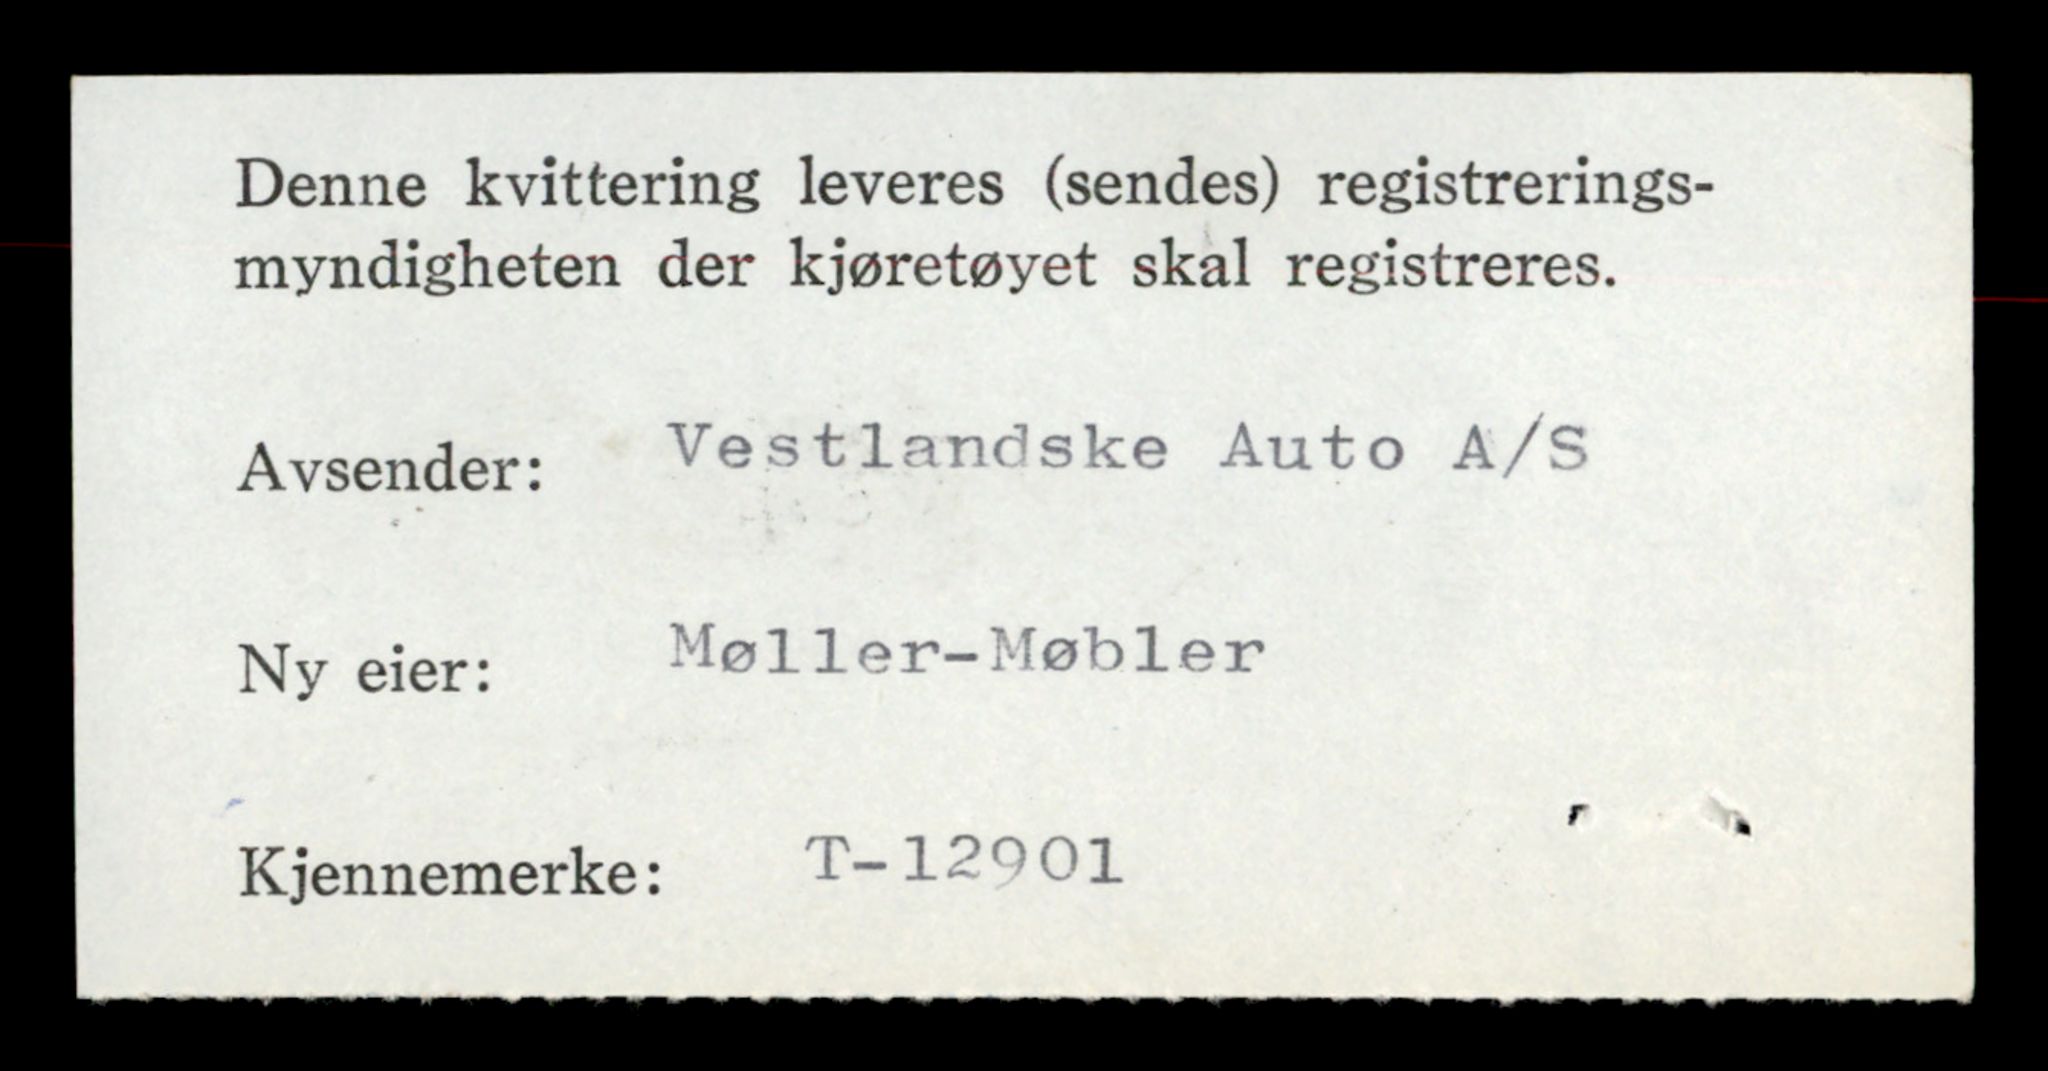 Denne kvittering leveres (sendes) registrerings-
myndigheten der kjøretøyet skal registreres.
Avsender: Vestlandske Auto A/S
Ny eier: Møller-Møbler
Kjennemerke: T-12901